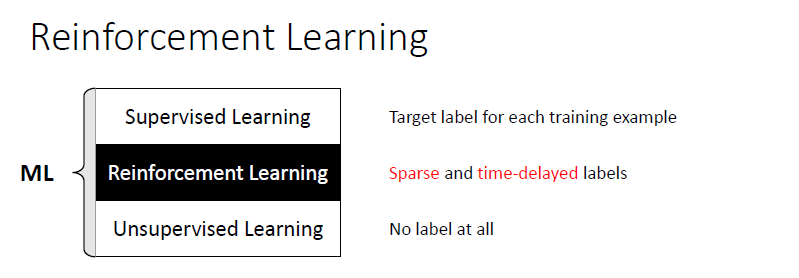 Reinforcement Learning
Supervised Learning
Target label for each training example
ML
Reinforcement Learning
Sparse and time-delayed labels
Unsupervised Learning
No label at all